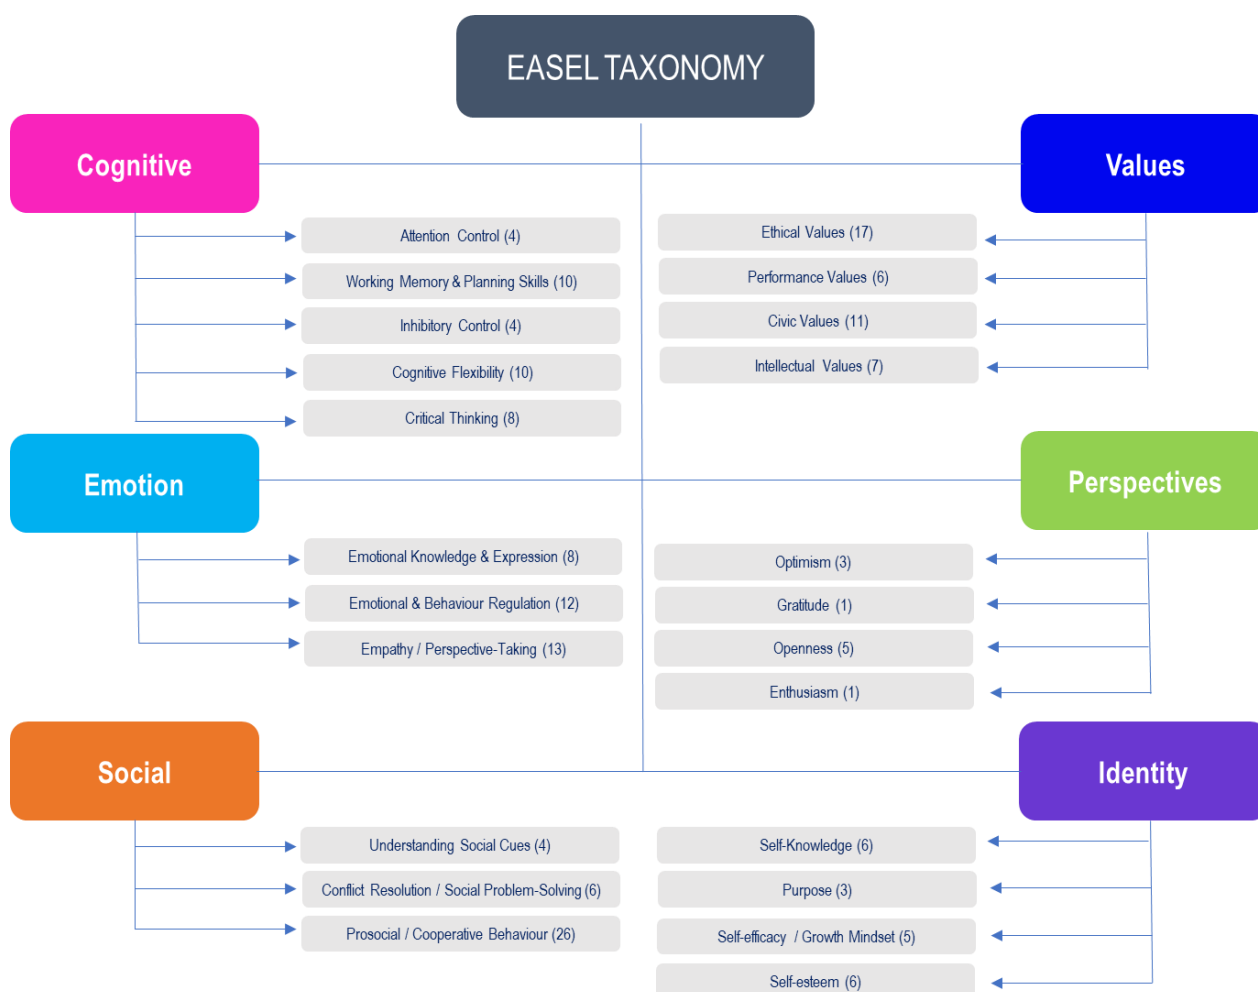 EASEL TAXONOMY
Cognitive
Attention Control (4)
Working Memory & Planning Skills (10)
Inhibitory Control (4)
Cognitive Flexibility (10)
Critical Thinking (8)
Values
Ethical Values (17)
Performance Values (6)
Civic Values (11)
Intellectual Values (7)
Emotion
Emotional Knowledge & Expression (8)
Emotional & Behaviour Regulation (12)
Empathy / Perspective-Taking (13)
Perspectives
Optimism (3)
Gratitude (1)
Openness (5)
Enthusiasm (1)
Social
Understanding Social Cues (4)
Conflict Resolution / Social Problem-Solving (6)
Prosocial / Cooperative Behaviour (26)
Identity
Self-Knowledge (6)
Purpose (3)
Self-efficacy / Growth Mindset (5)
Self-esteem (6)